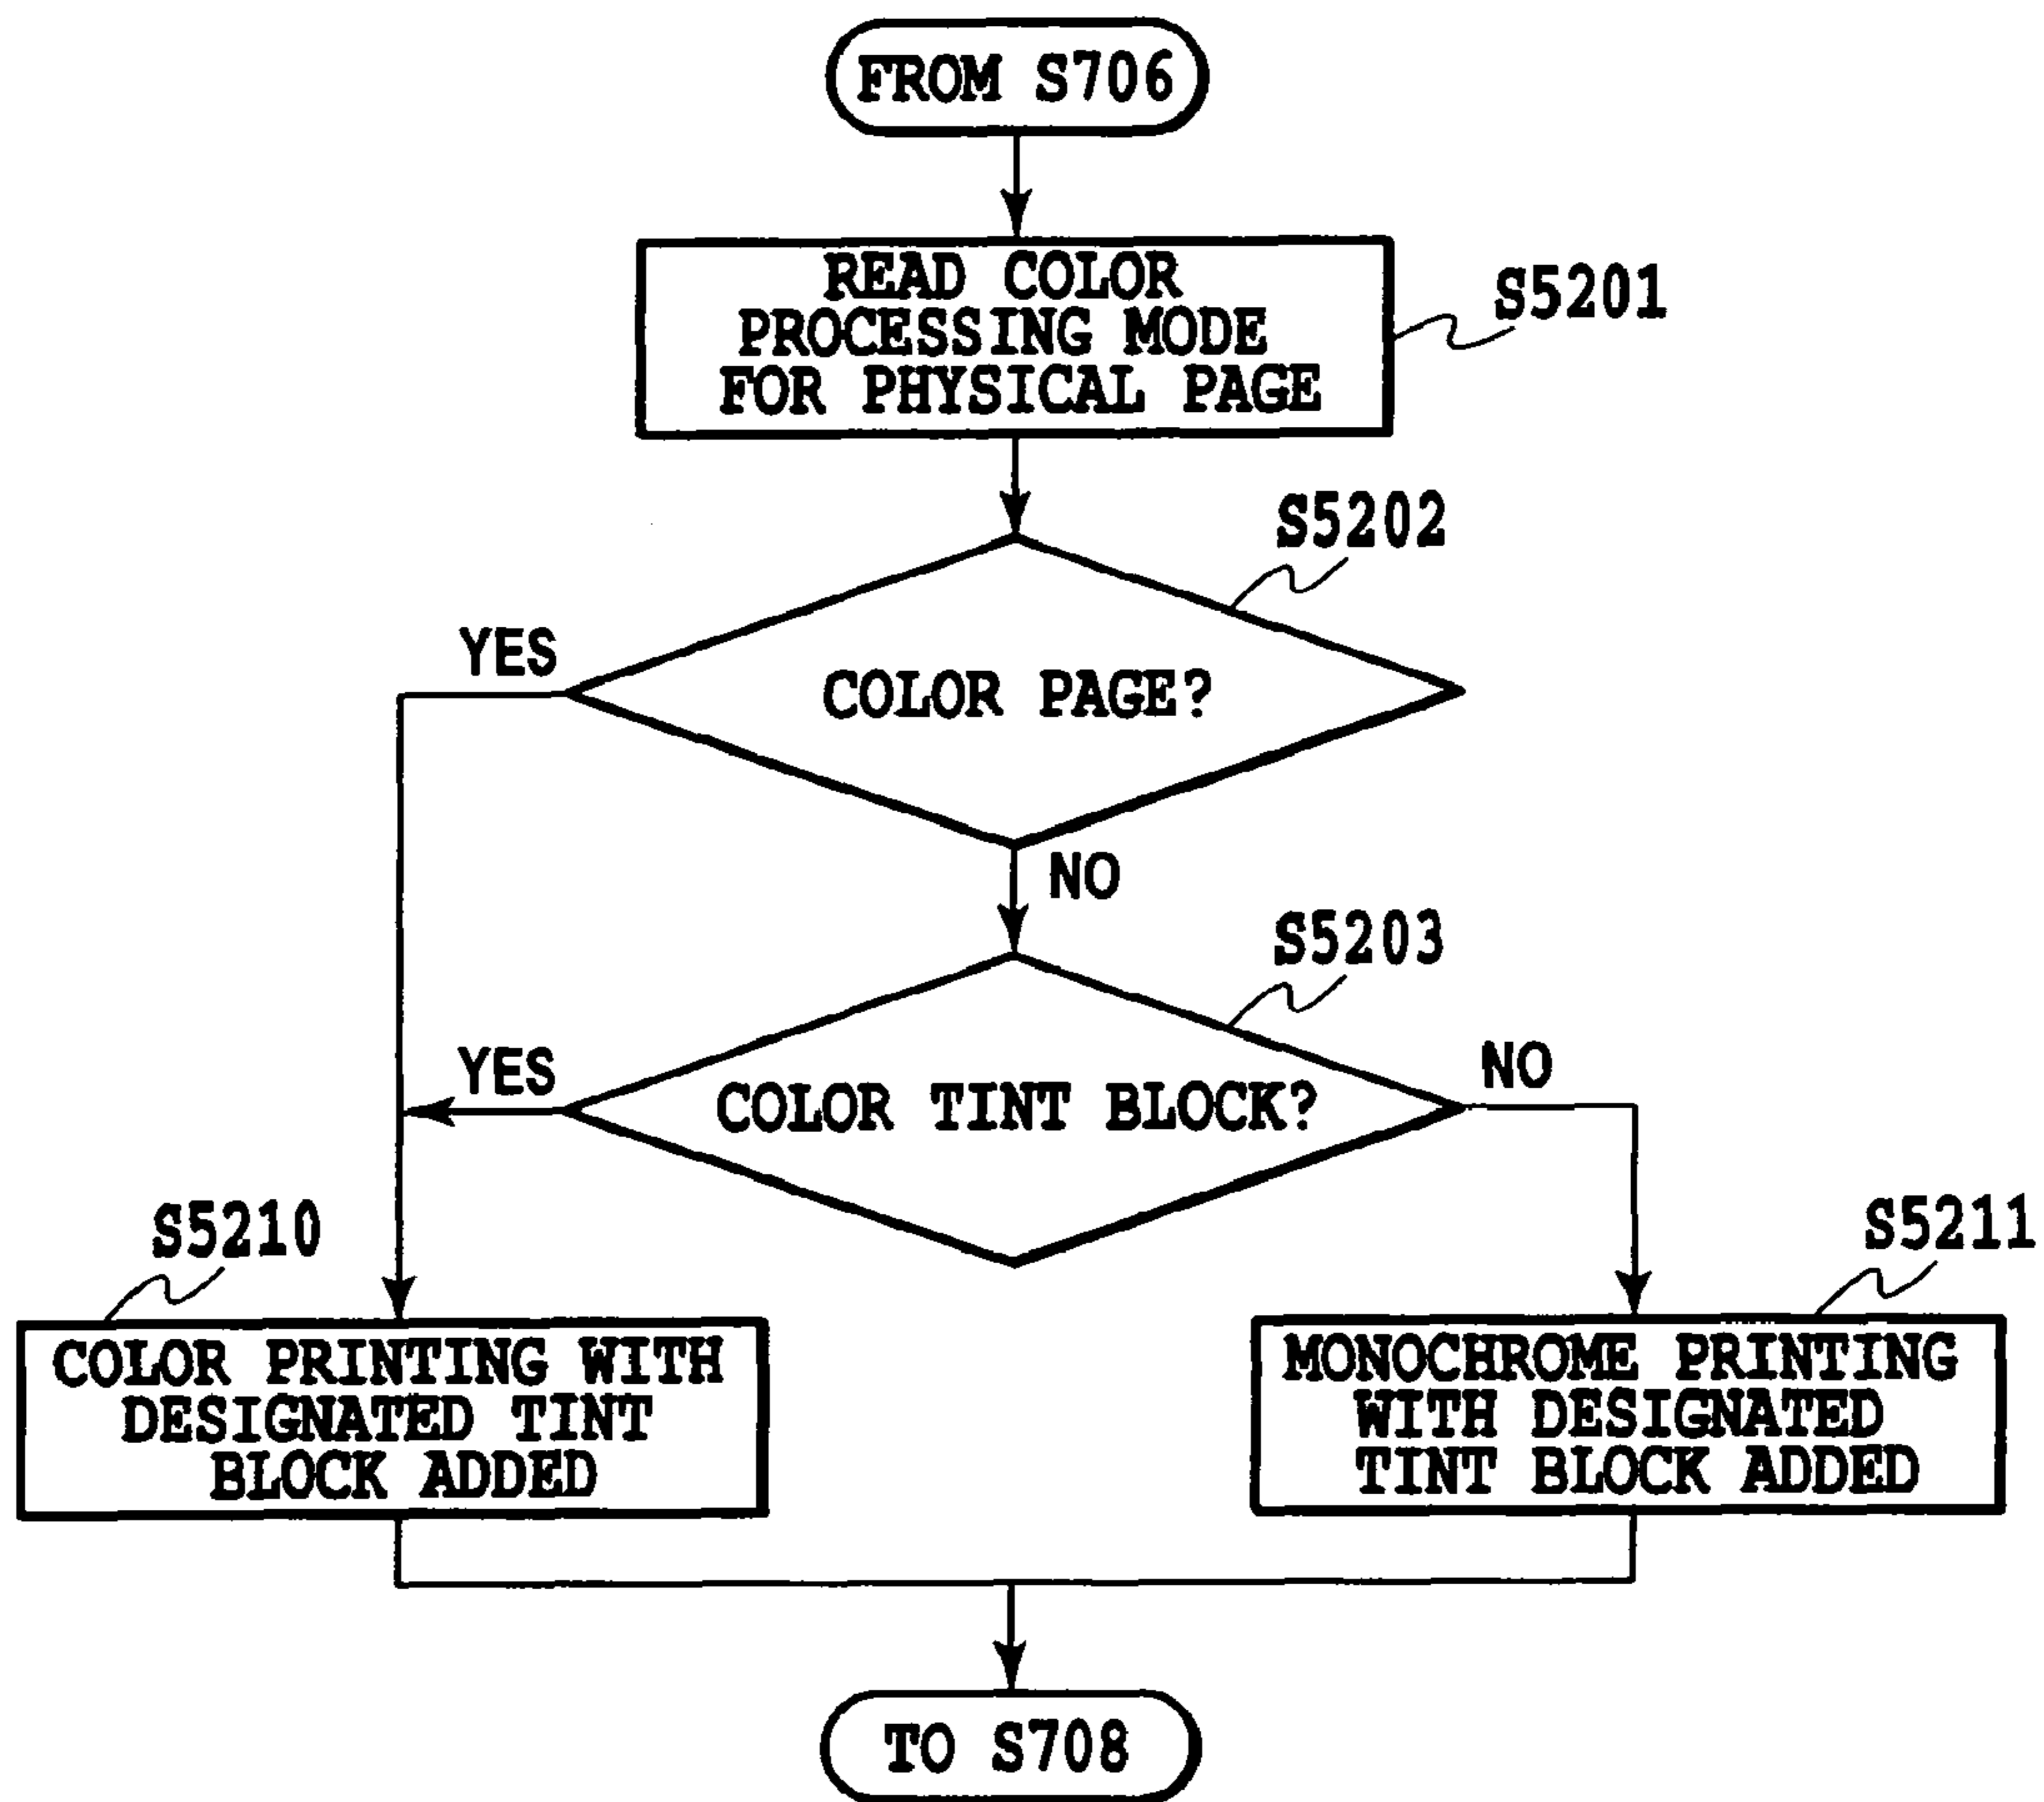 FROM S706
READ COLOR
PROCESSING MODE
FOR PHYSICAL PAGE
S5201
S5202
YES
COLOR PAGE?
NO
S5203
YES
COLOR TINT BLOCK?
NO
S5210
S5211
COLOR PRINTING WITH
DESIGNATED TINT
BLOCK ADDED
MONOCHROME PRINTING
WITH DESIGNATED
TINT BLOCK ADDED
TO S708